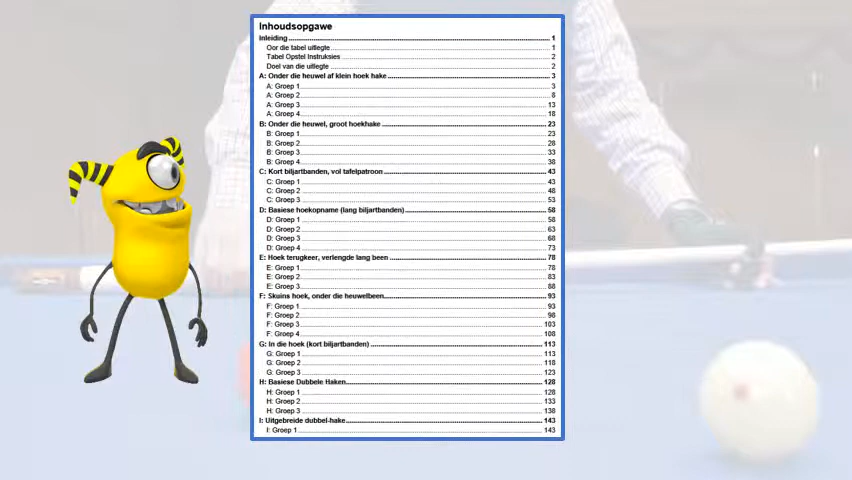 Inhoudsopgawe
Inleiding 1
Oor die tabel uitlegte 1
Tabel Opstel Instruksies 2
Doel van die uitlegte 2
A: Onder die heuwel af klein hoek hake 3
A: Groep 1 3
A: Groep 2 8
A: Groep 3 13
A: Groep 4 18
B: Onder die heuwel, groot hoekhake 23
B: Groep 1 23
B: Groep 2 28
B: Groep 3 33
B: Groep 4 38
C: Kort biljartbanden, vol tafelpatroon 43
C: Groep 1 43
C: Groep 2 48
C: Groep 3 53
D: Basiese hoekopname (lang biljartbanden) 58
D: Groep 1 58
D: Groep 2 63
D: Groep 3 68
D: Groep 4 73
E: Hoek terugkeer, verlengde lang been 78
E: Groep 1 78
E: Groep 2 83
E: Groep 3 88
F: Skuins hoek, onder die heuwelbeen 93
F: Groep 1 93
F: Groep 2 98
F: Groep 3 103
F: Groep 4 108
G: In die hoek (kort biljartbanden) 113
G: Groep 1 113
G: Groep 2 118
G: Groep 3 123
H: Basiese Dubbele Haken 128
H: Groep 1 128
H: Groep 2 133
H: Groep 3 138
I: Uitgebreide dubbel-hake 143
I: Groep 1 143